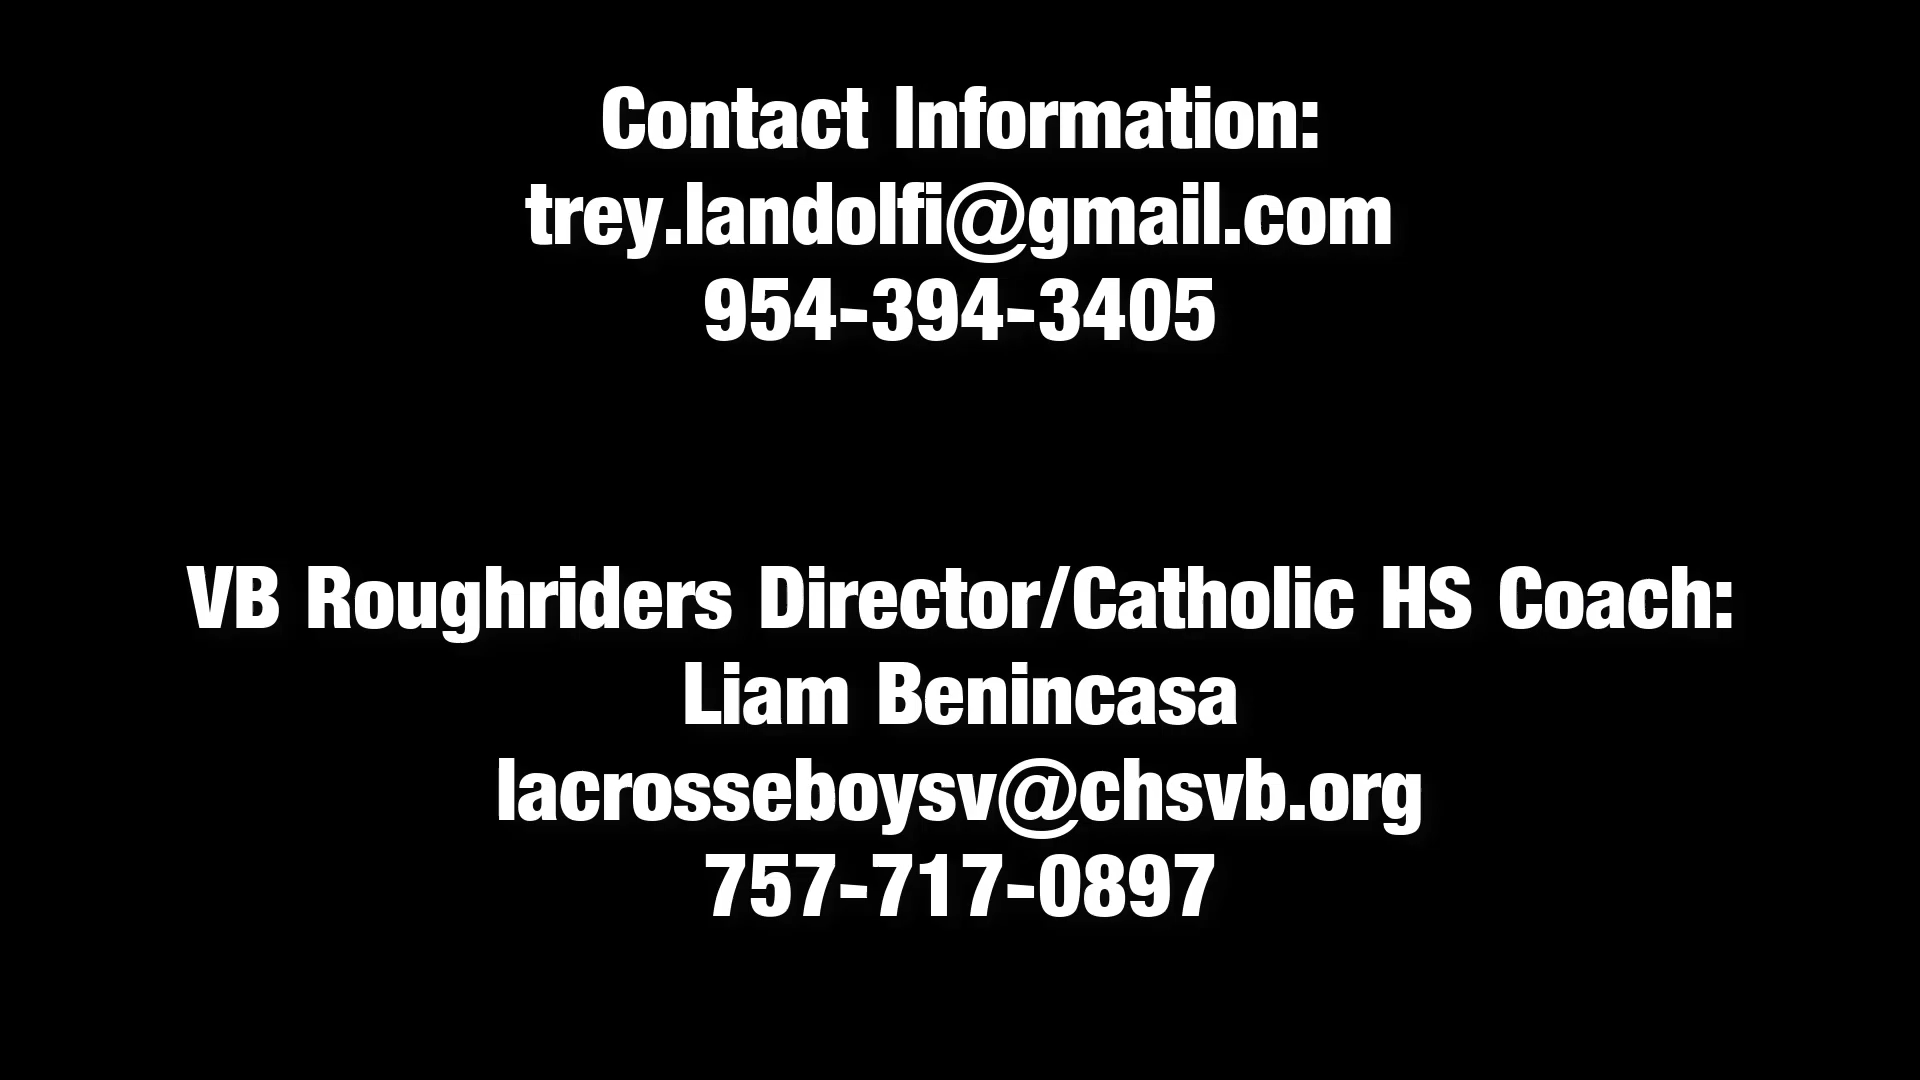 Contact Information:
trey.landolfi@gmail.com
954-394-3405
VB Roughriders Director/Catholic HS Coach:
Liam Benincasa
lacrosseboysv@chsvb.org
757-717-0897